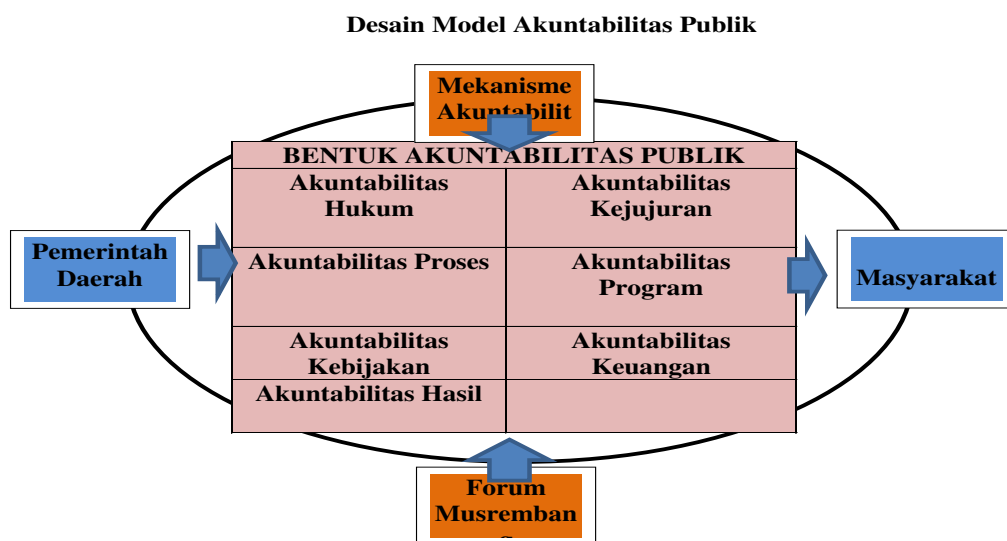 Desain Model Akuntabilitas Publik
Mekanisme
Akuntabilit
BENTUK AKUNTABILITAS PUBLIK
Akuntabilitas
Hukum
Akuntabilitas
Kejujuran
Pemerintah
Daerah
Akuntabilitas Proses
Akuntabilitas
Program
Masyarakat
Akuntabilitas
Kebijakan
Akuntabilitas
Keuangan
Akuntabilitas Hasil
Forum
Musremban